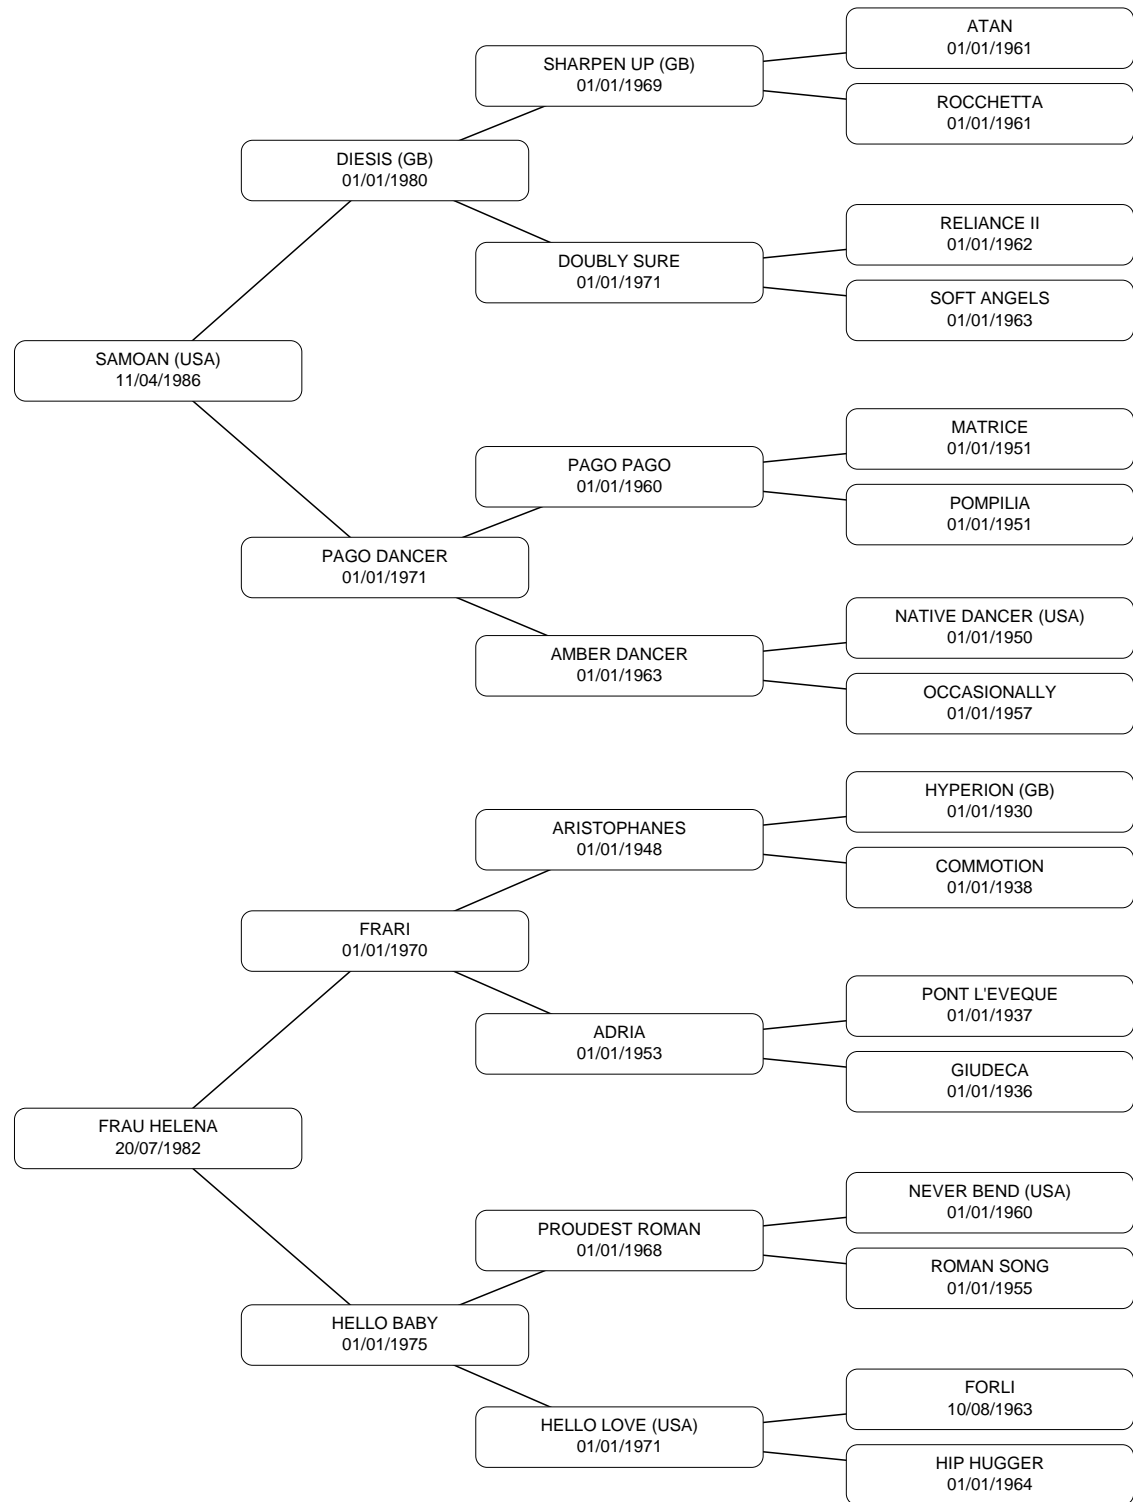 ATAN
01/01/1961
SHARPEN UP (GB)
01/01/1969
ROCCHETTA
01/01/1961
DIESIS (GB)
01/01/1980
RELIANCE II
01/01/1962
DOUBLY SURE
01/01/1971
SOFT ANGELS
01/01/1963
SAMOAN (USA)
11/04/1986
MATRICE
01/01/1951
PAGO PAGO
01/01/1960
POMPILIA
01/01/1951
PAGO DANCER
01/01/1971
NATIVE DANCER (USA)
01/01/1950
AMBER DANCER
01/01/1963
OCCASIONALLY
01/01/1957
HYPERION (GB)
01/01/1930
ARISTOPHANES
01/01/1948
COMMOTION
01/01/1938
FRARI
01/01/1970
PONT L'EVEQUE
01/01/1937
ADRIA
01/01/1953
GIUDECA
01/01/1936
FRAU HELENA
20/07/1982
NEVER BEND (USA)
01/01/1960
PROUDEST ROMAN
01/01/1968
ROMAN SONG
01/01/1955
HELLO BABY
01/01/1975
FORLI
10/08/1963
HELLO LOVE (USA)
01/01/1971
HIP HUGGER
01/01/1964